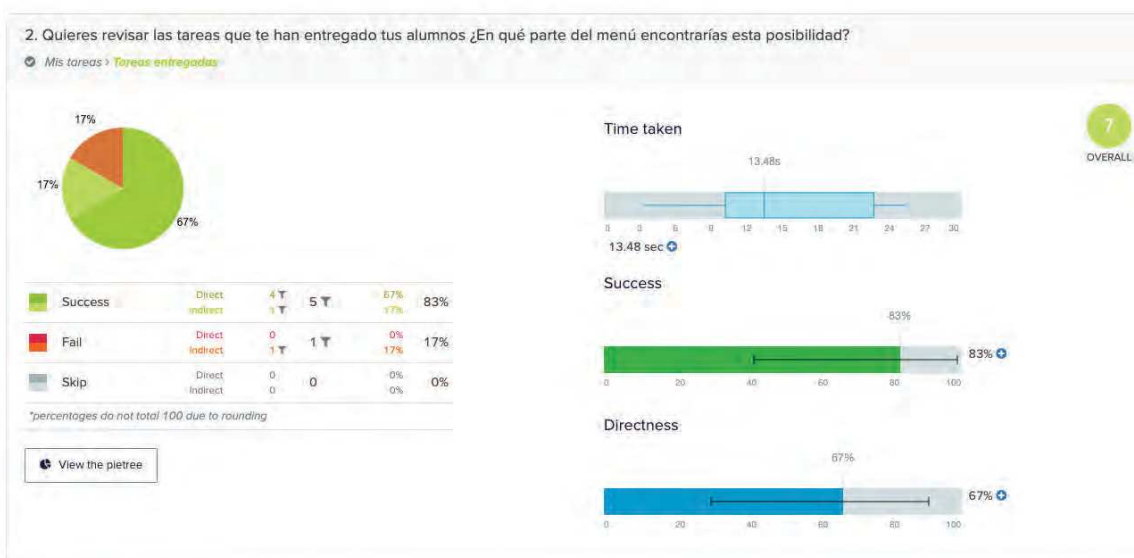 2. Quieres revisar las tareas que te han entregado tus alumnos ¿En qué parte del menú encontrarías esta posibilidad?
Mis tareas › Tareas entregadas
17%
17%
67%
Success Direct 4 5 67% 83%
Indirect 1 17%
Fail Direct 0 1 0% 17%
Indirect 1 17%
Skip Direct 0 0 0% 0%
Indirect 0 0%
*percentages do not total 100 due to rounding
View the pietree
Time taken
13.48s
0 3 6 9 12 15 18 21 24 27 30
13.48 sec
Success
83%
83%
0 20 40 60 80 100
Directness
67%
67%
0 20 40 60 80 100
7
OVERALL